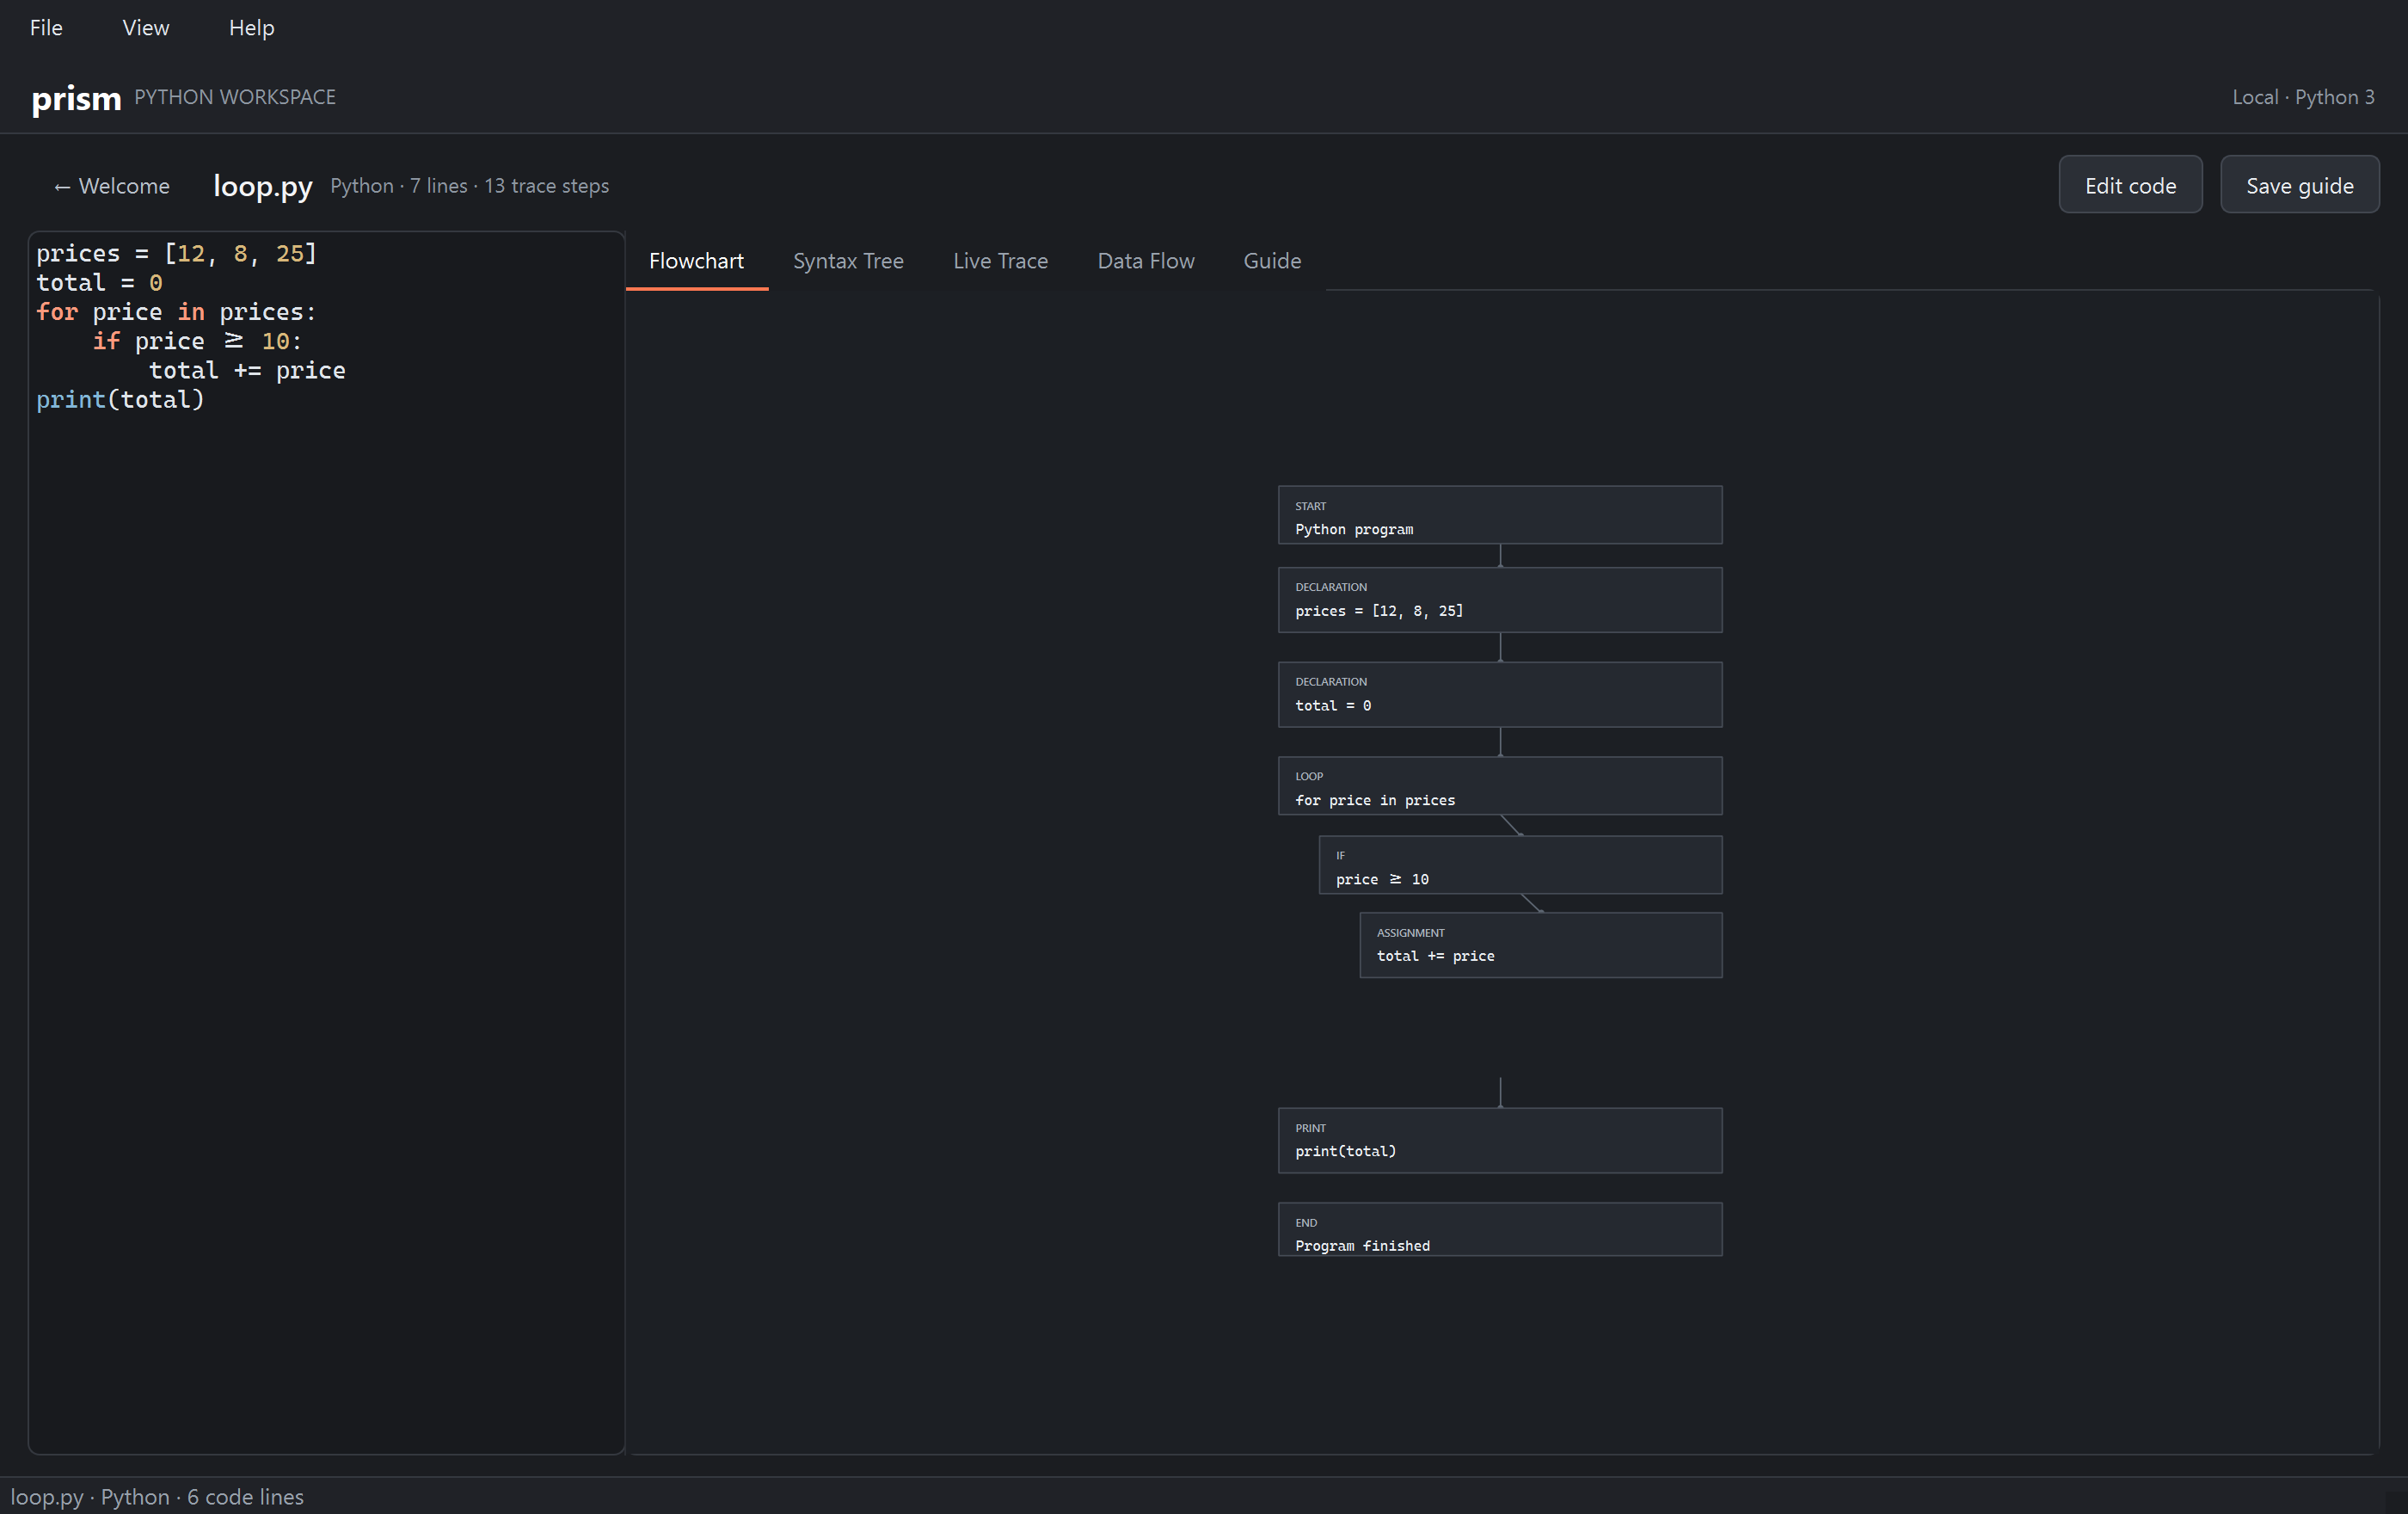 File View Help
prism PYTHON WORKSPACE
Local · Python 3
← Welcome loop.py Python · 7 lines · 13 trace steps
Edit code Save guide
prices = [12, 8, 25]
total = 0
for price in prices:
    if price ≥ 10:
        total += price
print(total)
Flowchart Syntax Tree Live Trace Data Flow Guide
START
Python program
DECLARATION
prices = [12, 8, 25]
DECLARATION
total = 0
LOOP
for price in prices
IF
price ≥ 10
ASSIGNMENT
total += price
PRINT
print(total)
END
Program finished
loop.py · Python · 6 code lines